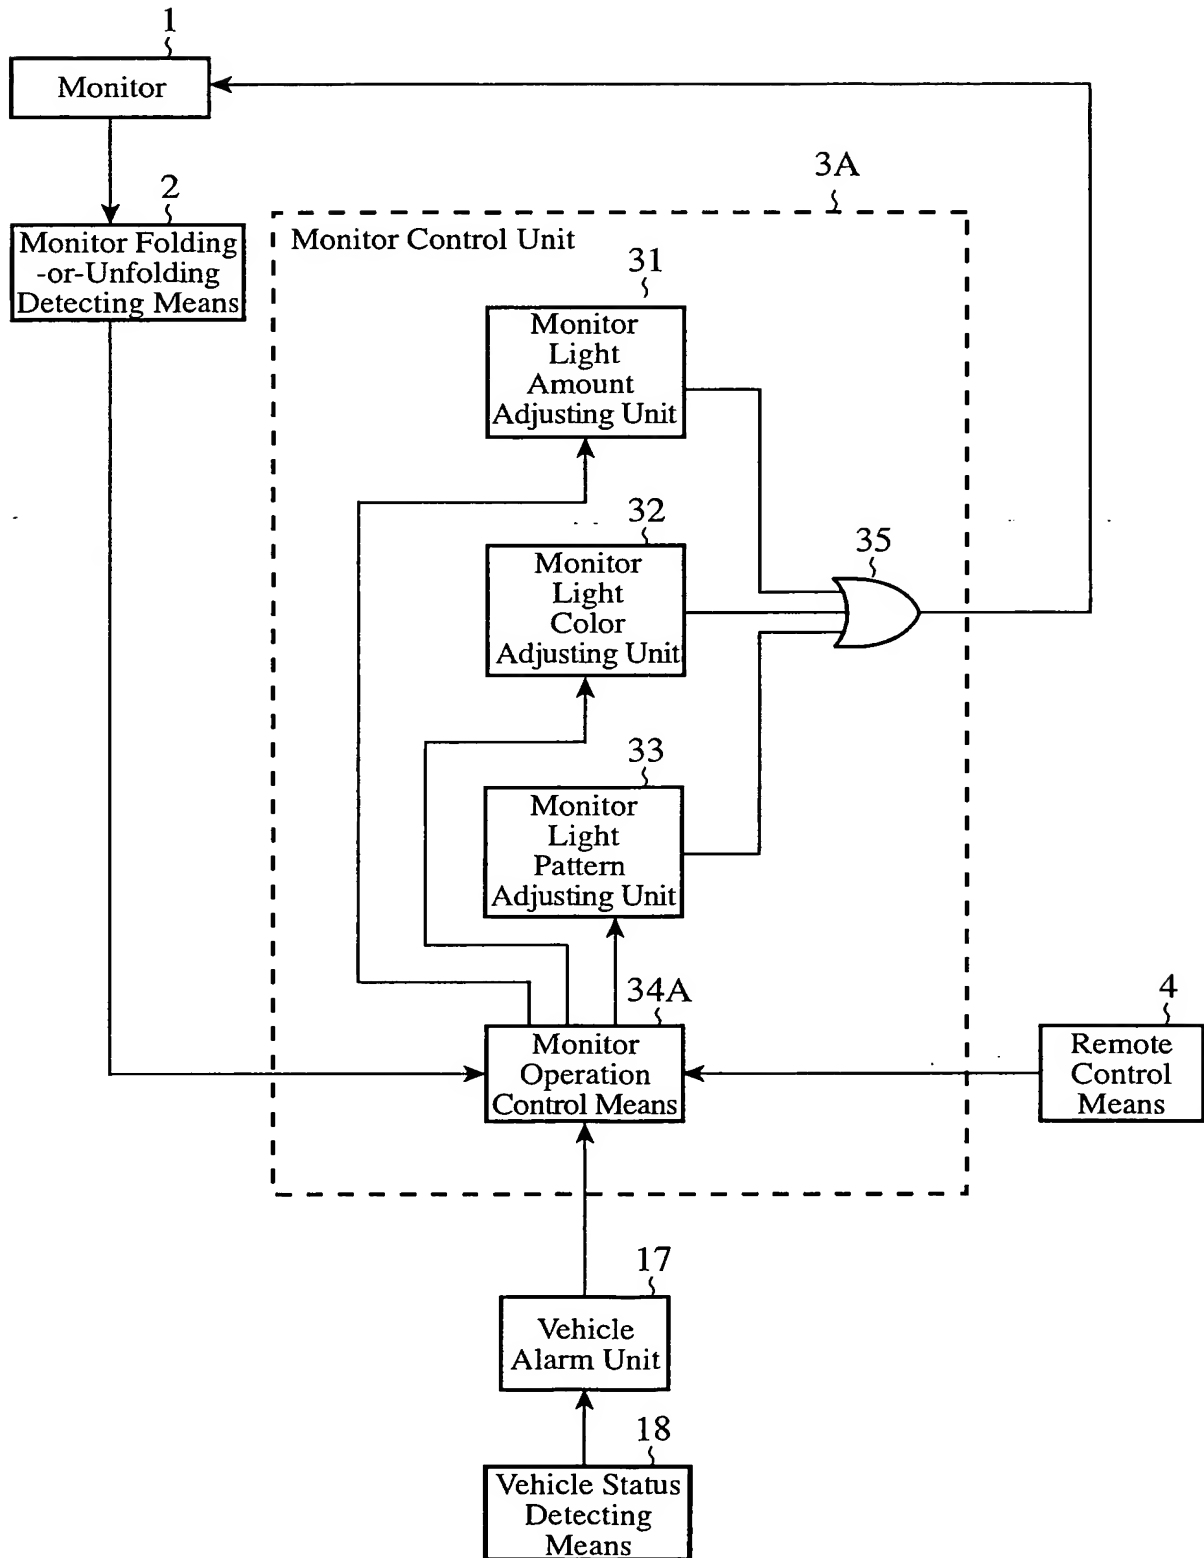 1
Monitor
2
Monitor Folding
-or-Unfolding
Detecting Means
3A
Monitor Control Unit
31
Monitor
Light
Amount
Adjusting Unit
32
Monitor
Light
Color
Adjusting Unit
35
33
Monitor
Light
Pattern
Adjusting Unit
34A
Monitor
Operation
Control Means
4
Remote
Control
Means
17
Vehicle
Alarm Unit
18
Vehicle Status
Detecting
Means